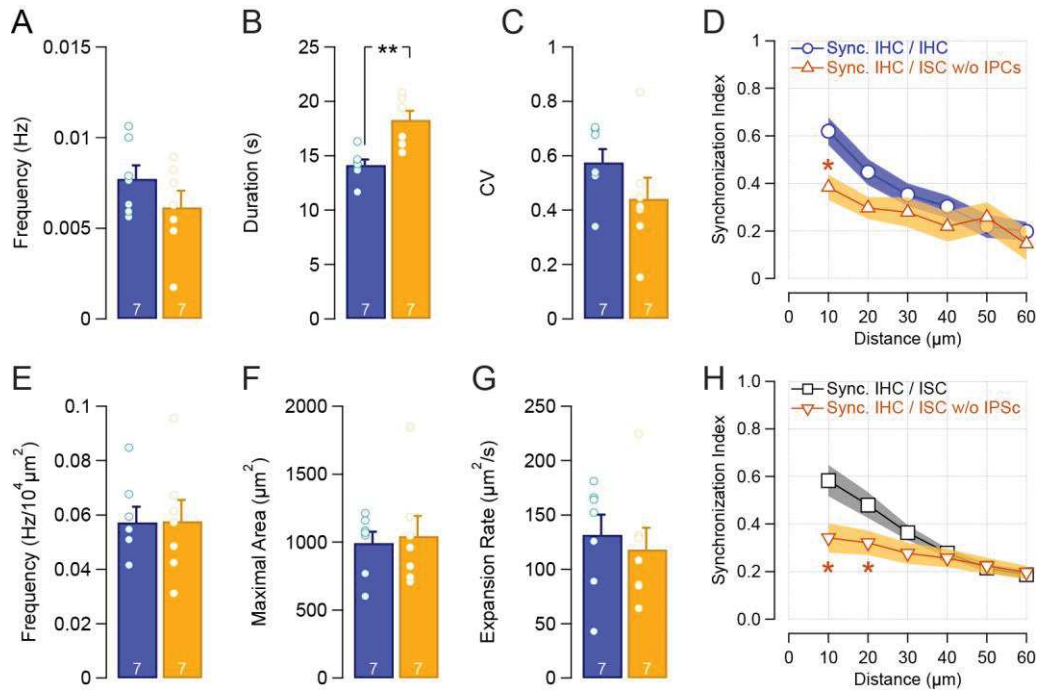 A
Frequency (Hz)
0.015
0.01
0.005
0
7
7
B
Duration (s)
25
20
15
10
5
0
**
7
7
C
CV
1
0.8
0.6
0.4
0.2
0
7
7
D
Sync. IHC / IHC
Sync. IHC / ISC w/o IPCs
Synchronization Index
1
0.8
0.6
0.4
0.2
0
*
0 10 20 30 40 50 60
Distance (µm)
E
Frequency (Hz/10⁴ µm²)
0.1
0.08
0.06
0.04
0.02
0
7
7
F
Maximal Area (µm²)
2000
1500
1000
500
0
7
7
G
Expansion Rate (µm²/s)
250
200
150
100
50
0
7
7
H
Sync. IHC / ISC
Sync. IHC / ISC w/o IPSc
Synchronization Index
1.0
0.8
0.6
0.4
0.2
0.0
* *
0 10 20 30 40 50 60
Distance (µm)